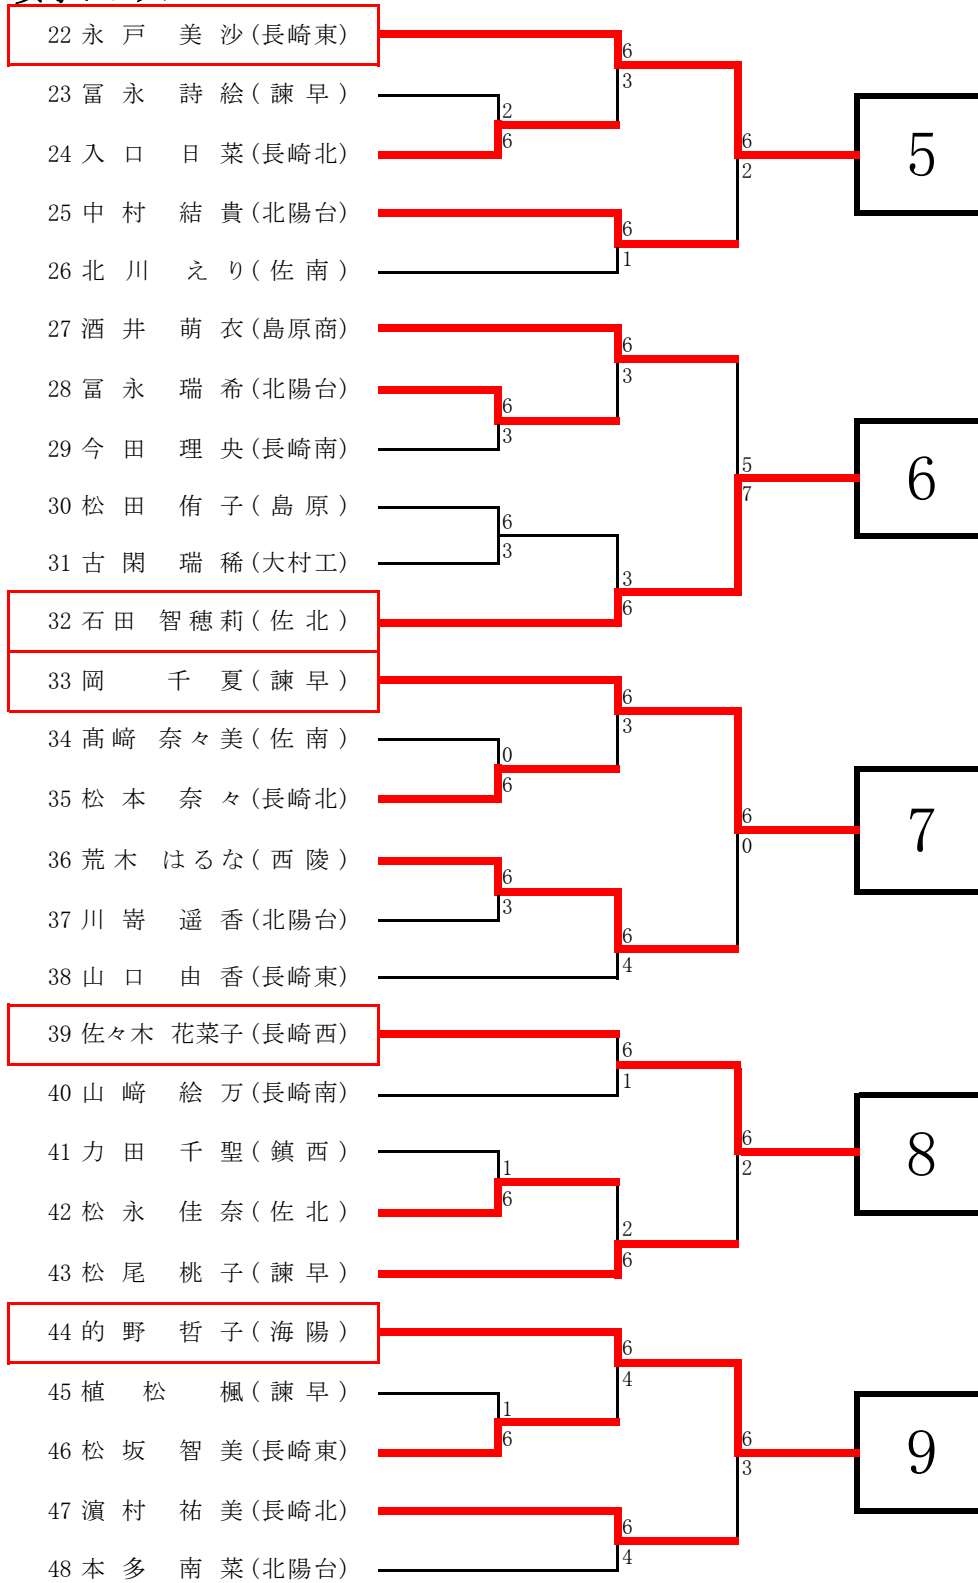 22 永戸 美沙(長崎東)
6
23 冨永 詩絵(諫早)
3
2
5
24 入口 日菜(長崎北)
6
6
2
25 中村 結貴(北陽台)
6
26 北川 えり(佐南)
1
27 酒井 萌衣(島原商)
6
28 冨永 瑞希(北陽台)
3
6
29 今田 理央(長崎南)
3
5
6
7
30 松田 侑子(島原)
6
31 古閑 瑞稀(大村工)
3
3
32 石田 智穂莉(佐北)
6
33 岡 千夏(諫早)
6
34 髙﨑 奈々美(佐南)
3
0
35 松本 奈々(長崎北)
6
6
7
0
36 荒木 はるな(西陵)
6
37 川嵜 遥香(北陽台)
3
6
38 山口 由香(長崎東)
4
39 佐々木 花菜子(長崎西)
6
40 山﨑 絵万(長崎南)
1
41 力田 千聖(鎮西)
1
6
8
2
42 松永 佳奈(佐北)
6
2
43 松尾 桃子(諫早)
6
44 的野 哲子(海陽)
6
45 植松 楓(諫早)
4
1
46 松坂 智美(長崎東)
6
6
9
3
47 濵村 祐美(長崎北)
6
48 本多 南菜(北陽台)
4